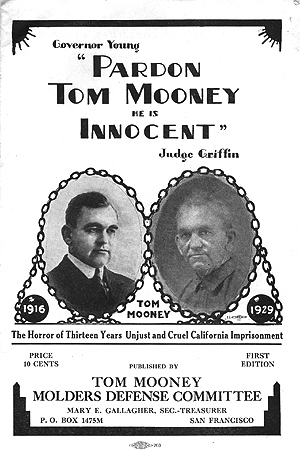 Governor Young
"PARDON
TOM MOONEY
HE IS
INNOCENT"
Judge Griffin
1916
TOM
MOONEY
1929
The Horror of Thirteen Years Unjust and Cruel California Imprisonment
PRICE
10 CENTS
FIRST
EDITION
PUBLISHED BY
TOM MOONEY
MOLDERS DEFENSE COMMITTEE
MARY E. GALLAGHER, SEC.-TREASURER
P. O. BOX 1475M
SAN FRANCISCO